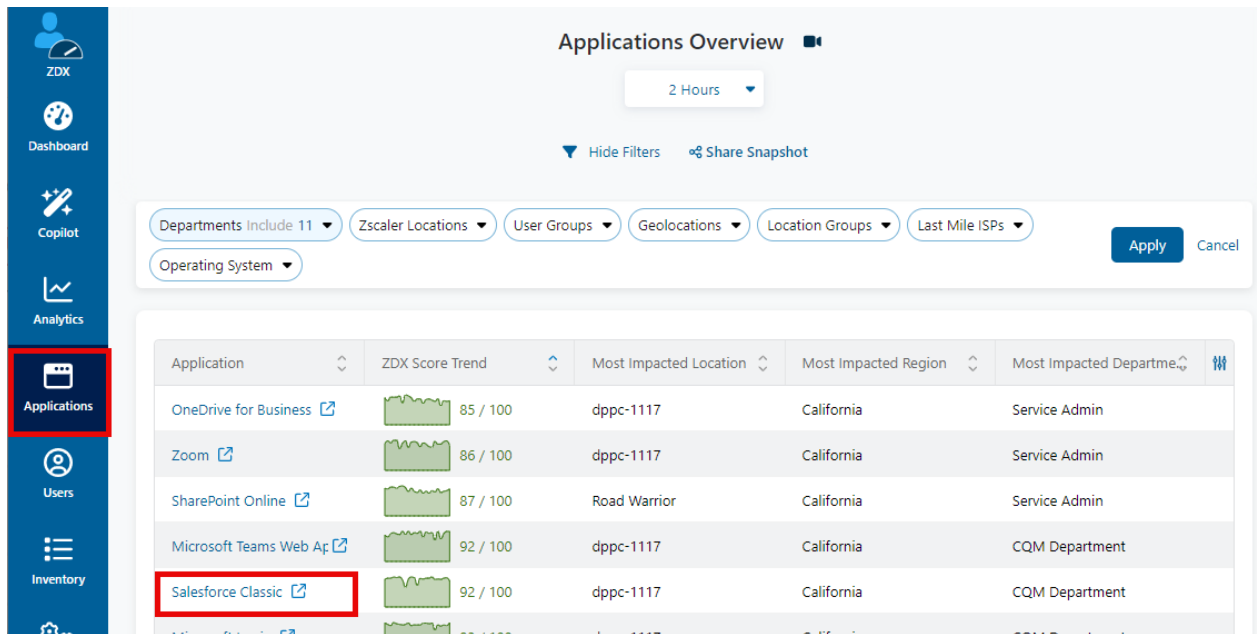 ZDX
Dashboard
Copilot
Analytics
Applications
Users
Inventory
Applications Overview
2 Hours
Hide Filters Share Snapshot
Departments Include 11 Zscaler Locations User Groups Geolocations Location Groups Last Mile ISPs
Operating System
Apply Cancel
Application ZDX Score Trend Most Impacted Location Most Impacted Region Most Impacted Departme...
OneDrive for Business 85 / 100 dppc-1117 California Service Admin
Zoom 86 / 100 dppc-1117 California Service Admin
SharePoint Online 87 / 100 Road Warrior California Service Admin
Microsoft Teams Web Ap 92 / 100 dppc-1117 California CQM Department
Salesforce Classic 92 / 100 dppc-1117 California CQM Department